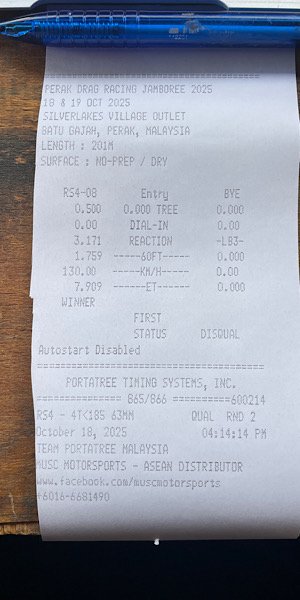 PERAK DRAG RACING JAMBOREE 2025
18 & 19 OCT 2025
SILVERLAKES VILLAGE OUTLET
BATU GAJAH, PERAK, MALAYSIA
LENGTH : 201M
SURFACE : NO-PREP / DRY
RS4-08 Entry BYE
0.500 0.000 TREE 0.000
0.00 DIAL-IN 0.00
3.171 REACTION -LB3-
1.759 ------60FT----- 0.000
130.00 ------KM/H----- 0.00
7.909 ------ET------- 0.000
WINNER
FIRST
STATUS DISQUAL
Autostart Disabled
PORTATREE TIMING SYSTEMS, INC.
============== 865/866 ==========600214
RS4 - 4T<185 63MM QUAL RND 2
October 18, 2025 04:14:14 PM
TEAM PORTATREE MALAYSIA
MUSC MOTORSPORTS - ASEAN DISTRIBUTOR
www.facebook.com/muscmotorsports
+6016-6681490